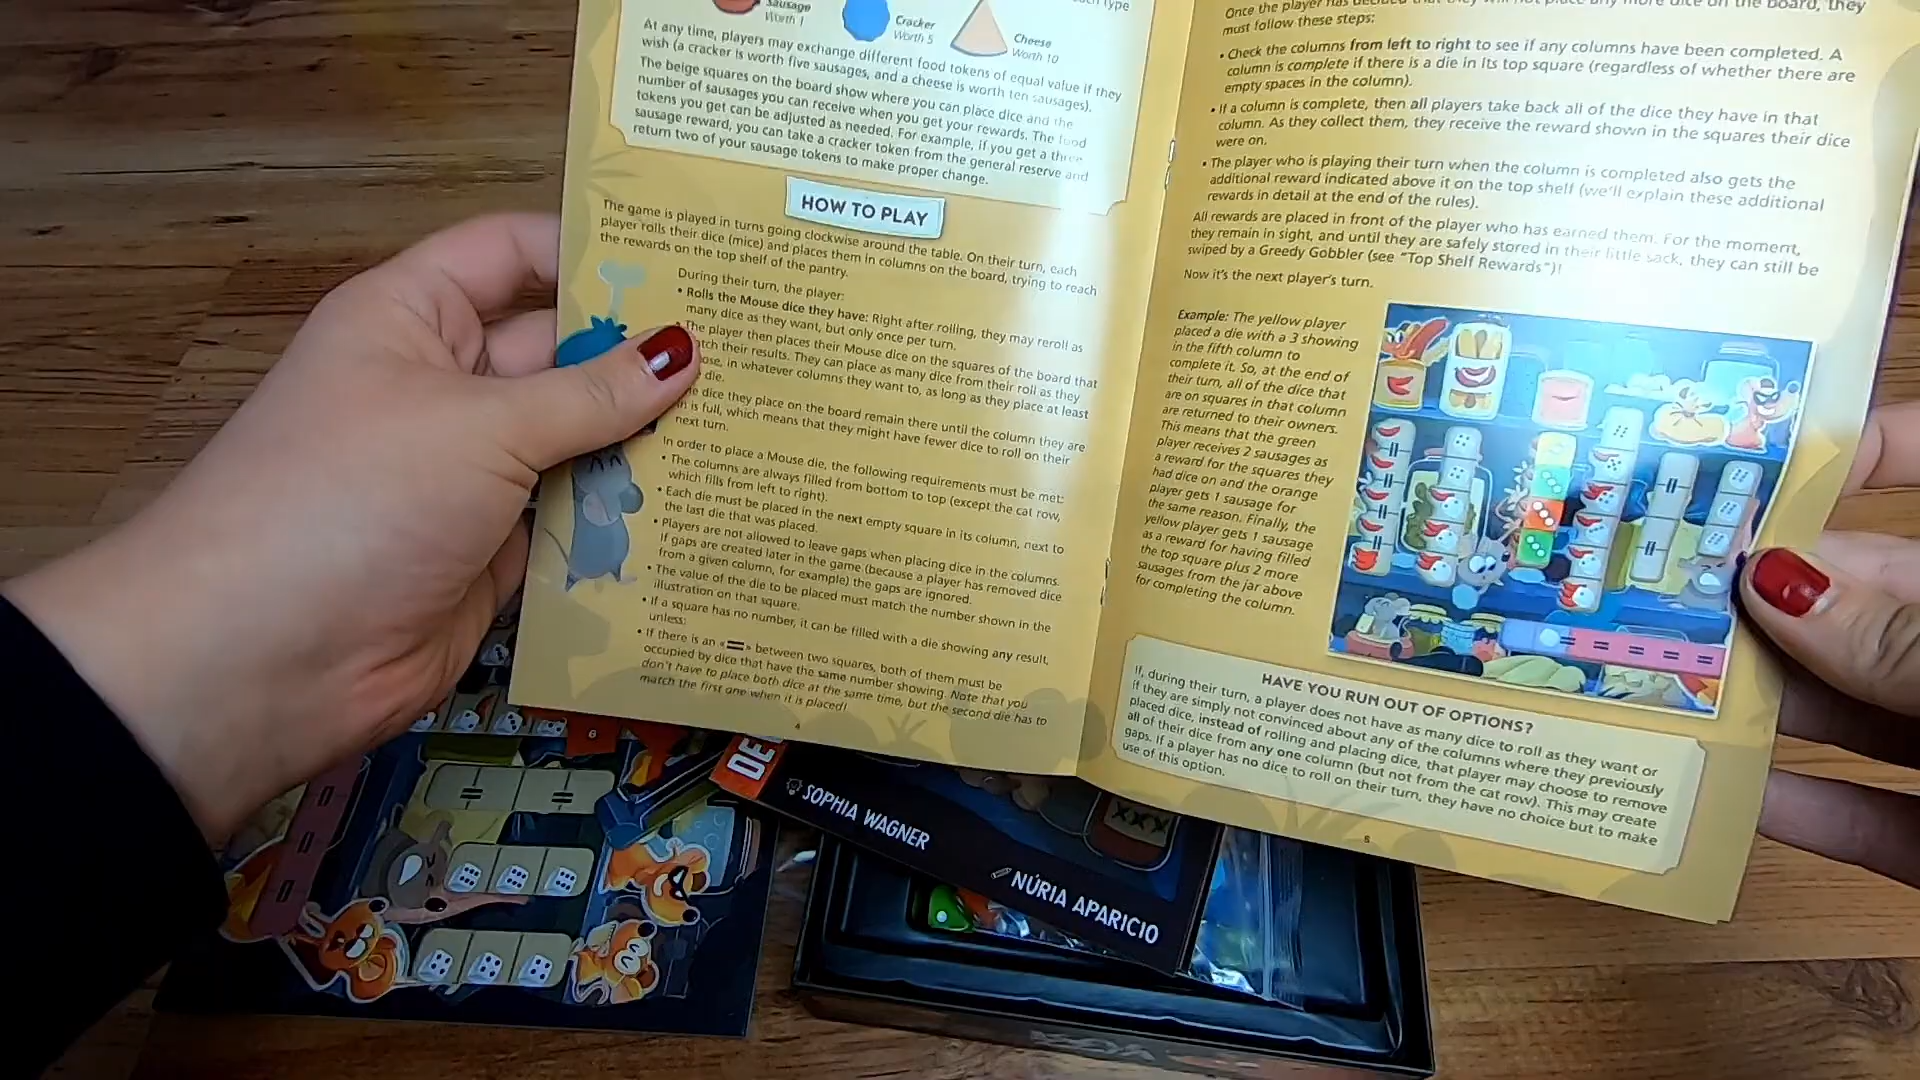 Sausage
Worth 1
Cracker
Worth 5
Cheese
Worth 10
type
At any time, players may exchange different food tokens of equal value if they
wish (a cracker is worth five sausages, and a cheese is worth ten sausages).
The beige squares on the board show where you can place dice and the
number of sausages you can receive when you get your rewards. The food
tokens you get can be adjusted as needed. For example, if you get a three
sausage reward, you can take a cracker token from the general reserve and
return two of your sausage tokens to make proper change.
HOW TO PLAY
The game is played in turns going clockwise around the table. On their turn, each
player rolls their dice (mice) and places them in columns on the board, trying to reach
the rewards on the top shelf of the pantry.
During their turn, the player:
• Rolls the Mouse dice they have: Right after rolling, they may reroll as
many dice as they want, but only once per turn.
• The player then places their Mouse dice on the squares of the board that
match their results. They can place as many dice from their roll as they
in whatever columns they want to, as long as they place at least
die.
dice they place on the board remain there until the column they are
in is full, which means that they might have fewer dice to roll on their
next turn.
In order to place a Mouse die, the following requirements must be met:
• The columns are always filled from bottom to top (except the cat row,
which fills from left to right).
• Each die must be placed in the next empty square in its column, next to
the last die that was placed.
• Players are not allowed to leave gaps when placing dice in the columns.
If gaps are created later in the game (because a player has removed dice
from a given column, for example) the gaps are ignored.
• The value of the die to be placed must match the number shown in the
illustration on that square.
• If a square has no number, it can be filled with a die showing any result,
unless:
• If there is an «=» between two squares, both of them must be
occupied by dice that have the same number showing. Note that you
don't have to place both dice at the same time, but the second die has to
match the first one when it is placed!
4
Once the player has decided that they will not place any more dice on the board, they
must follow these steps:
• Check the columns from left to right to see if any columns have been completed. A
column is complete if there is a die in its top square (regardless of whether there are
empty spaces in the column).
• If a column is complete, then all players take back all of the dice they have in that
column. As they collect them, they receive the reward shown in the squares their dice
were on.
• The player who is playing their turn when the column is completed also gets the
additional reward indicated above it on the top shelf (we'll explain these additional
rewards in detail at the end of the rules).
All rewards are placed in front of the player who has earned them. For the moment,
they remain in sight, and until they are safely stored in their little sack, they can still be
swiped by a Greedy Gobbler (see "Top Shelf Rewards")!
Now it's the next player's turn.
Example: The yellow player
placed a die with a 3 showing
in the fifth column to
complete it. So, at the end of
their turn, all of the dice that
are on squares in that column
are returned to their owners.
This means that the green
player receives 2 sausages as
a reward for the squares they
had dice on and the orange
player gets 1 sausage for
the same reason. Finally, the
yellow player gets 1 sausage
as a reward for having filled
the top square plus 2 more
sausages from the jar above
for completing the column.
HAVE YOU RUN OUT OF OPTIONS?
If, during their turn, a player does not have as many dice to roll as they want or
if they are simply not convinced about any of the columns where they previously
placed dice, instead of rolling and placing dice, that player may choose to remove
all of their dice from any one column (but not from the cat row). This may create
gaps. If a player has no dice to roll on their turn, they have no choice but to make
use of this option.
5
6
DE
SOPHIA WAGNER
NÚRIA APARICIO
XXX